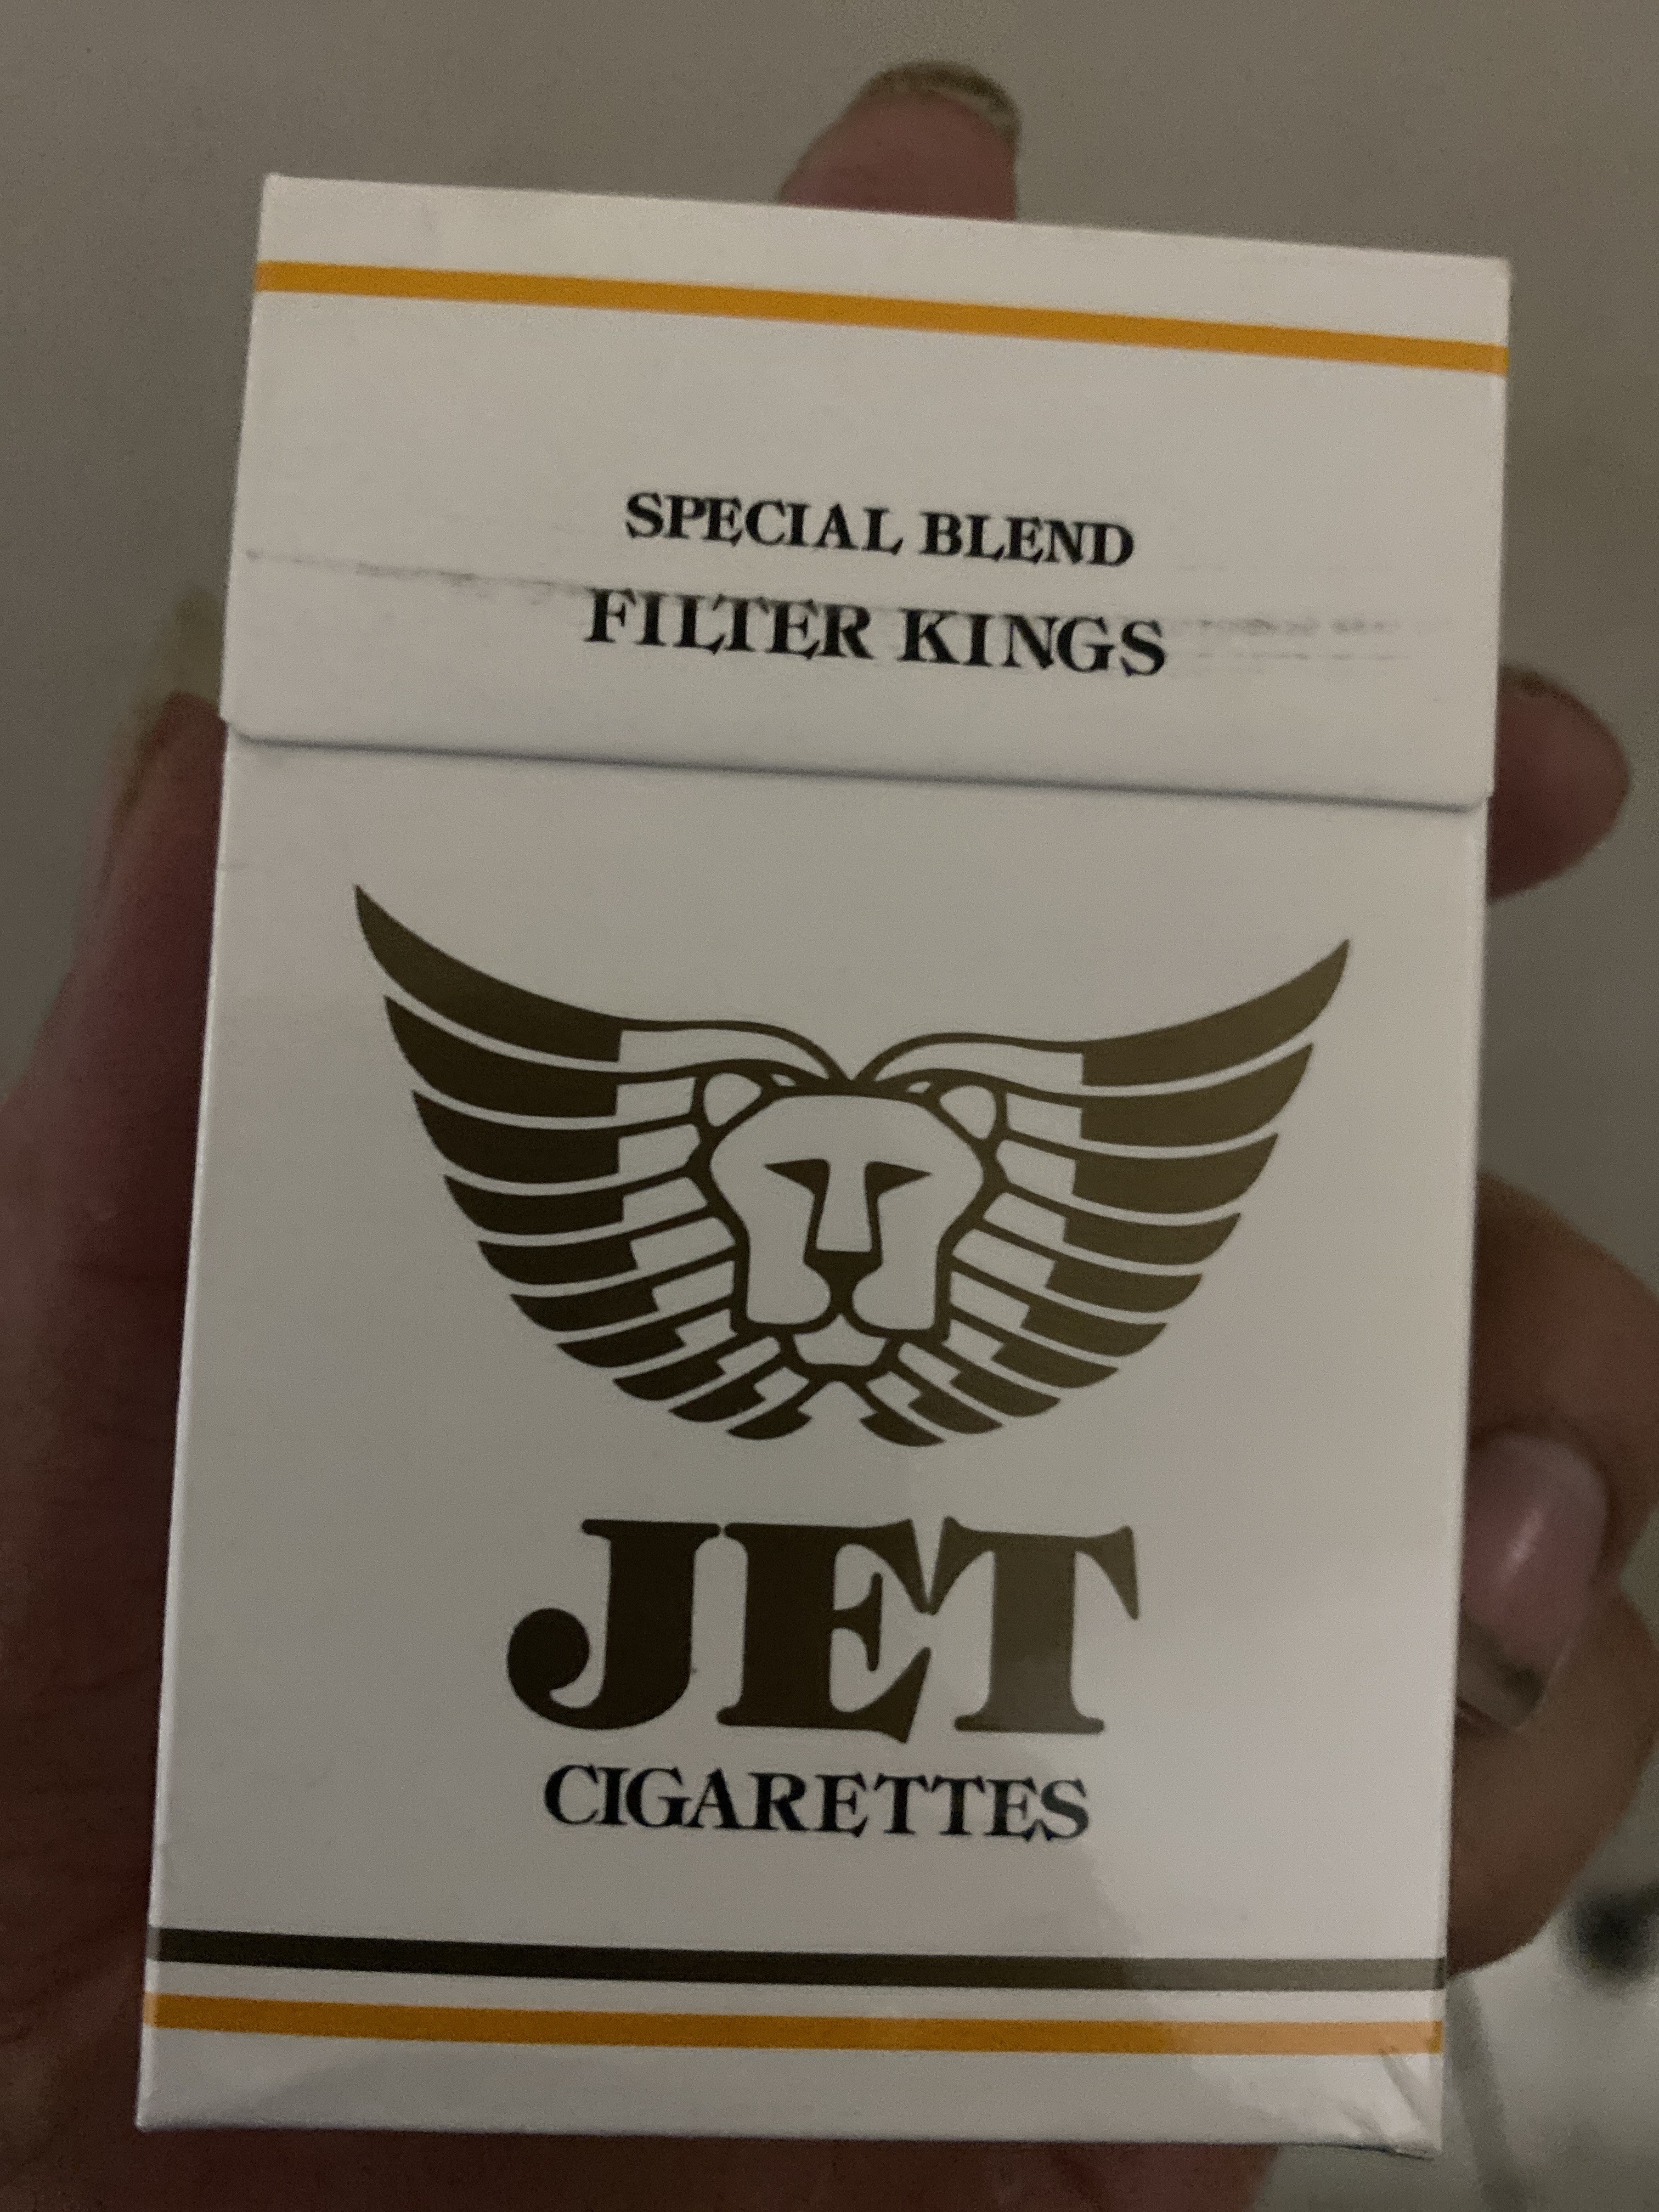 SPECIAL BLEND
FILTER KINGS
JET
CIGARETTES